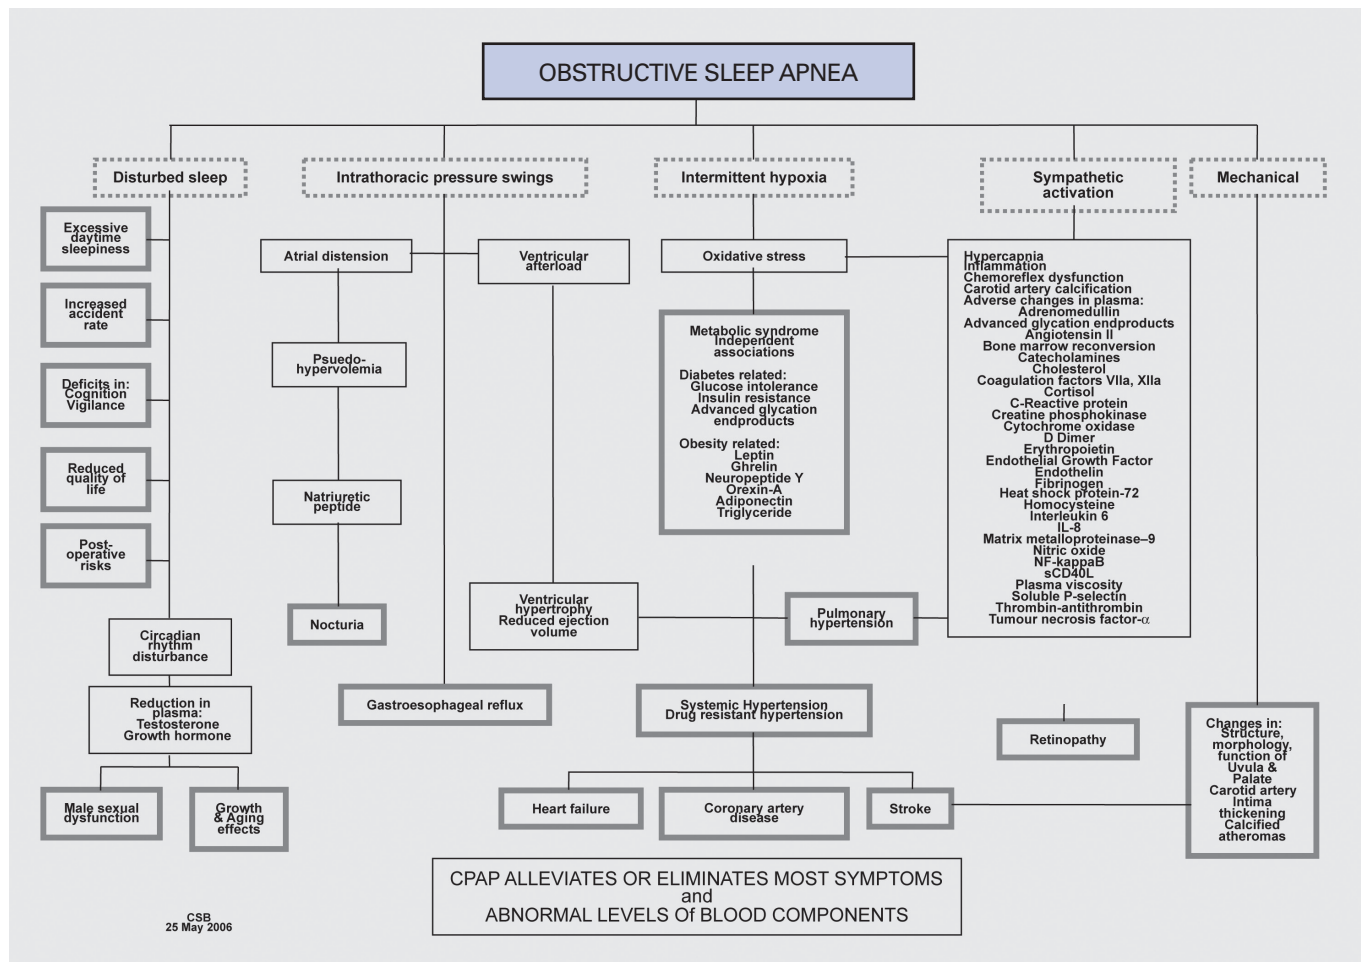 OBSTRUCTIVE SLEEP APNEA
Disturbed sleep
Excessive
daytime
sleepiness
Increased
accident
rate
Deficits in:
Cognition
Vigilance
Reduced
quality of
life
Post-
operative
risks
Circadian
rhythm
disturbance
Reduction in
plasma:
Testosterone
Growth hormone
Male sexual
dysfunction
Growth
& Aging
effects
Intrathoracic pressure swings
Atrial distension
Psuedo-
hypervolemia
Natriuretic
peptide
Nocturia
Ventricular
afterload
Ventricular
hypertrophy
Reduced ejection
volume
Gastroesophageal reflux
Intermittent hypoxia
Oxidative stress
Metabolic syndrome
Independent
associations
Diabetes related:
Glucose intolerance
Insulin resistance
Advanced glycation
endproducts
Obesity related:
Leptin
Ghrelin
Neuropeptide Y
Orexin-A
Adiponectin
Triglyceride
Pulmonary
hypertension
Systemic Hypertension
Drug resistant hypertension
Heart failure
Coronary artery
disease
Stroke
Sympathetic
activation
Hypercapnia
Inflammation
Chemoreflex dysfunction
Carotid artery calcification
Adverse changes in plasma:
Adrenomedullin
Advanced glycation endproducts
Angiotensin II
Bone marrow reconversion
Catecholamines
Cholesterol
Coagulation factors VIIa, XIIa
Cortisol
C-Reactive protein
Creatine phosphokinase
Cytochrome oxidase
D Dimer
Erythropoietin
Endothelial Growth Factor
Endothelin
Fibrinogen
Heat shock protein-72
Homocysteine
Interleukin 6
IL-8
Matrix metalloproteinase–9
Nitric oxide
NF-kappaB
sCD40L
Plasma viscosity
Soluble P-selectin
Thrombin-antithrombin
Tumour necrosis factor-α
Retinopathy
Mechanical
Changes in:
Structure,
morphology,
function of
Uvula &
Palate
Carotid artery
Intima
thickening
Calcified
atheromas
CPAP ALLEVIATES OR ELIMINATES MOST SYMPTOMS
and
ABNORMAL LEVELS Of BLOOD COMPONENTS
CSB
25 May 2006